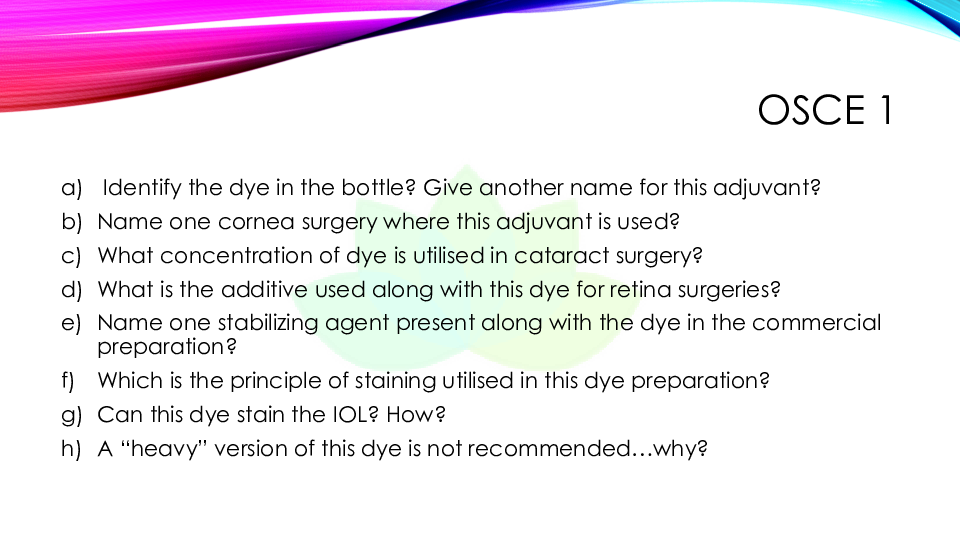 OSCE 1
a) Identify the dye in the bottle? Give another name for this adjuvant?
b) Name one cornea surgery where this adjuvant is used?
c) What concentration of dye is utilised in cataract surgery?
d) What is the additive used along with this dye for retina surgeries?
e) Name one stabilizing agent present along with the dye in the commercial
preparation?
f) Which is the principle of staining utilised in this dye preparation?
g) Can this dye stain the IOL? How?
h) A “heavy” version of this dye is not recommended…why?